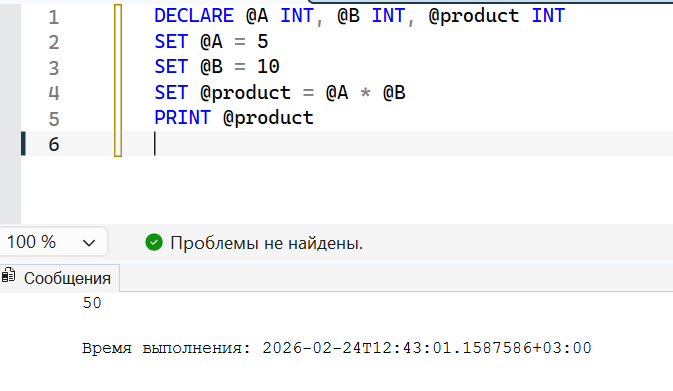 1 DECLARE @A INT, @B INT, @product INT
2 SET @A = 5
3 SET @B = 10
4 SET @product = @A * @B
5 PRINT @product
6
100 %
Проблемы не найдены.
Сообщения
50
Время выполнения: 2026-02-24T12:43:01.1587586+03:00